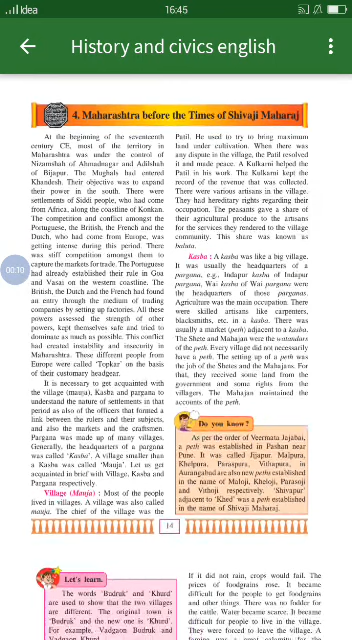 Idea
16:45
History and civics english
4. Maharashtra before the Times of Shivaji Maharaj
At the beginning of the seventeenth
century CE, most of the territory in
Maharashtra was under the control of
Nizamshah of Ahmadnagar and Adilshah
of Bijapur. The Mughals had entered
Khandesh. Their objective was to expand
their power in the south. There were
settlements of Siddi people, who had come
from Africa, along the coastline of Konkan.
The competition and conflict amongst the
Portuguese, the British, the French and the
Dutch, who had come from Europe, was
getting intense during this period. There
was stiff competition amongst them to
capture the markets for trade. The Portuguese
had already established their rule in Goa
and Vasai on the western coastline. The
British, the Dutch and the French had found
an entry through the medium of trading
companies by setting up factories. All these
powers assessed the strength of other
powers, kept themselves safe and tried to
dominate as much as possible. This conflict
had created instability and insecurity in
Maharashtra. These different people from
Europe were called 'Topkar' on the basis
of their customary headgear.
It is necessary to get acquainted with
the village (mauja), Kasba and pargana to
understand the nature of settlements in that
period as also of the officers that formed a
link between the rulers and their subjects,
and also the markets and the craftsmen.
Pargana was made up of many villages.
Generally, the headquarters of a pargana
was called 'Kasba'. A village smaller than
a Kasba was called 'Mauja'. Let us get
acquainted in brief with Village, Kasba and
Pargana respectively.
Village (Mauja) : Most of the people
lived in villages. A village was also called
mauja. The chief of the village was the
00:10
Patil. He used to try to bring maximum
land under cultivation. When there was
any dispute in the village, the Patil resolved
it and made peace. A Kulkarni helped the
Patil in his work. The Kulkarni kept the
record of the revenue that was collected.
There were various artisans in the village.
They had hereditary rights regarding their
occupation. The peasants gave a share of
their agricultural produce to the artisans
for the services they rendered to the village
community. This share was known as
baluta.
Kasba : A kasba was like a big village.
It was usually the headquarters of a
pargana, e.g., Indapur kasba of Indapur
pargana, Wai kasba of Wai pargana were
the headquarters of those parganas.
Agriculture was the main occupation. There
were skilled artisans like carpenters,
blacksmiths, etc. in a kasba. There was
usually a market (peth) adjacent to a kasba.
The Shete and Mahajan were the watandars
of the peth. Every village did not necessarily
have a peth. The setting up of a peth was
the job of the Shetes and the Mahajans. For
that, they received some land from the
government and some rights from the
villagers. The Mahajan maintained the
accounts of the peth.
Do you know?
As per the order of Veermata Jajabai,
a peth was established in Pashan near
Pune. It was called Jijapur. Malpur,
Khelpura, Paraspura, Vithapura, in
Aurangabad are also new peths established
in the name of Maloji, Kheloji, Parasoji
and Vithoji respectively. 'Shivapur'
adjacent to 'Khed' was a peth established
in the name of Shivaji Maharaj.
14
Let's learn.
The words 'Budruk' and 'Khurd'
are used to show that the two villages
are different. The original town is
'Budruk' and the new one is 'Khurd'.
For example, Vadgaon Budruk and
Vadgaon Khurd.
If it did not rain, crops would fail. The
prices of foodgrains rose. It became
difficult for the people to get foodgrains
and other things. There was no fodder for
the cattle. Water became scarce. It became
difficult for people to live in the village.
They were forced to leave the village. A
famine was a great calamity for the